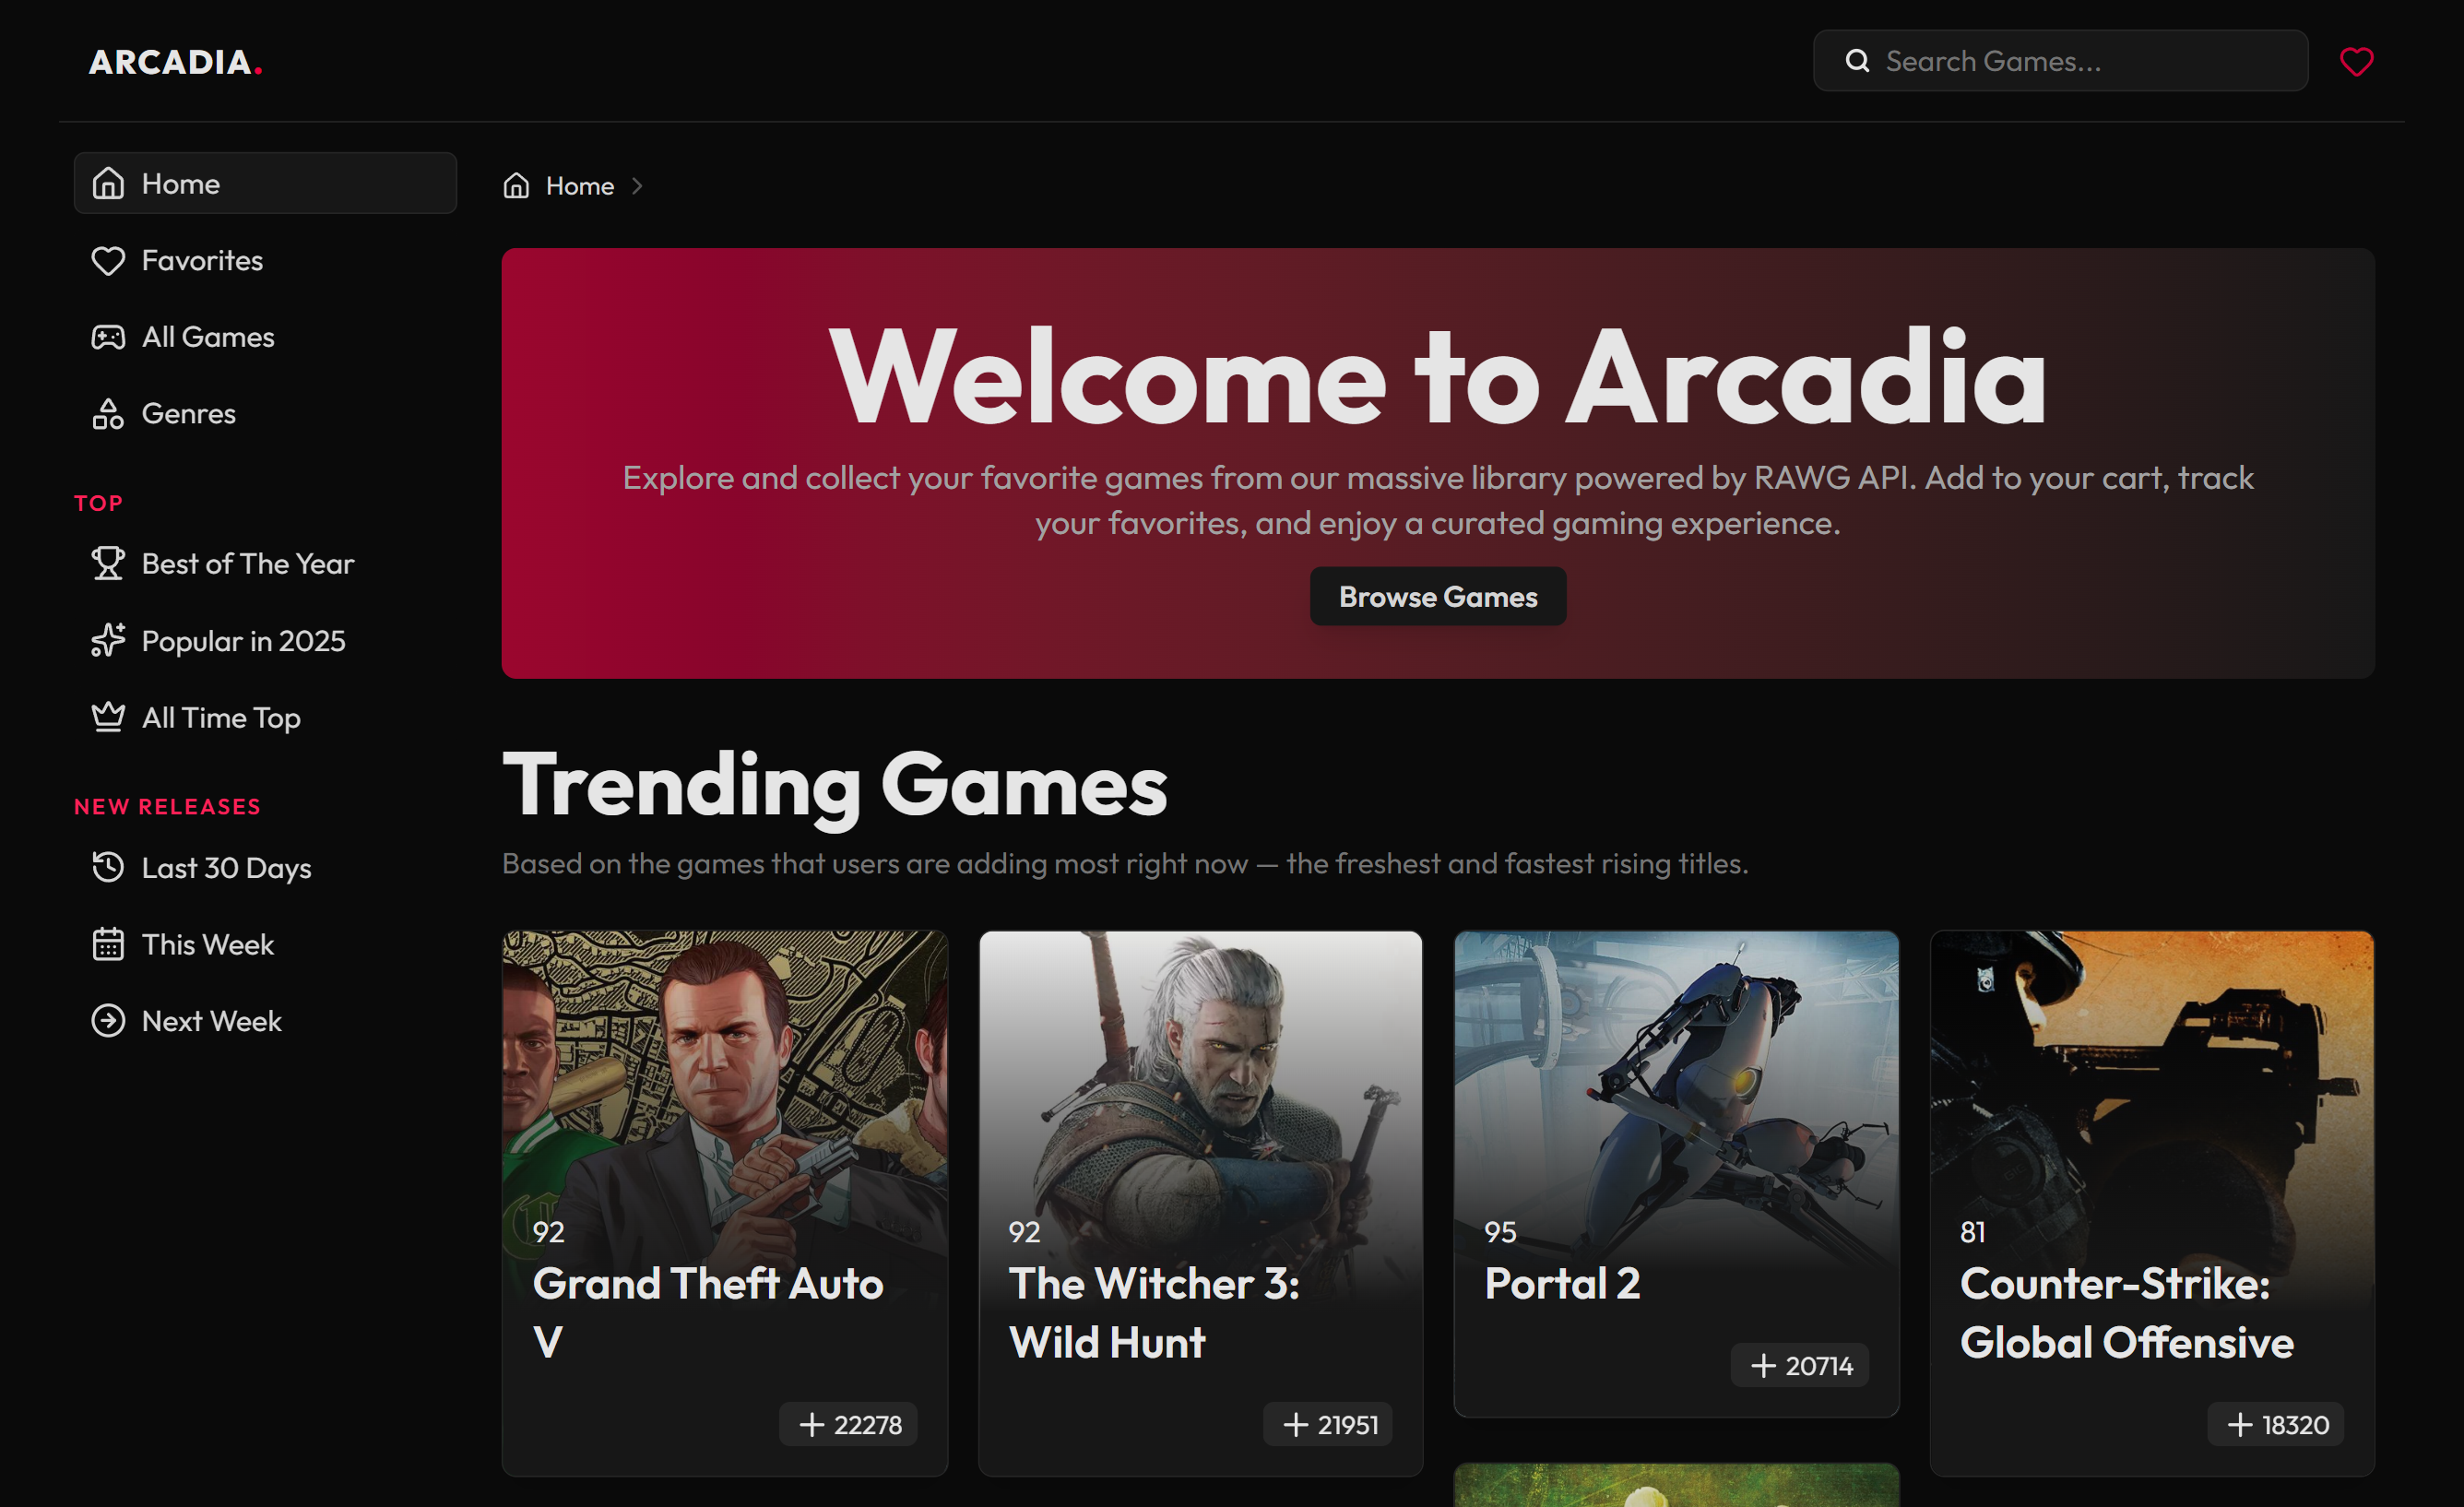 ARCADIA.
Search Games...
Home
Favorites
All Games
Genres
TOP
Best of The Year
Popular in 2025
All Time Top
NEW RELEASES
Last 30 Days
This Week
Next Week
Home
Welcome to Arcadia
Explore and collect your favorite games from our massive library powered by RAWG API. Add to your cart, track
your favorites, and enjoy a curated gaming experience.
Browse Games
Trending Games
Based on the games that users are adding most right now — the freshest and fastest rising titles.
92
Grand Theft Auto
V
+ 22278
92
The Witcher 3:
Wild Hunt
+ 21951
95
Portal 2
+ 20714
81
Counter-Strike:
Global Offensive
+ 18320